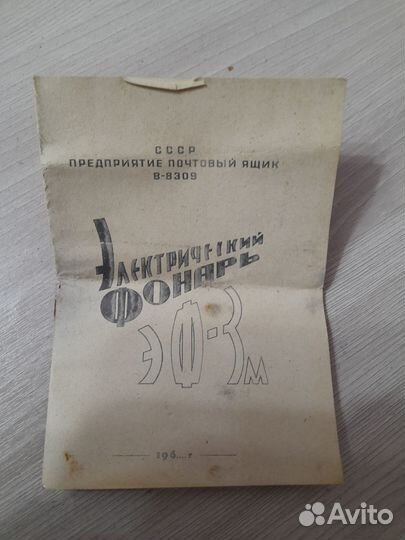 СССР
ПРЕДПРИЯТИЕ ПОЧТОВЫЙ ЯЩИК
В-8309
ЭЛЕКТРИЧЕСКИЙ
ФОНАРЬ
ЭФ-3м
196....г
Avito